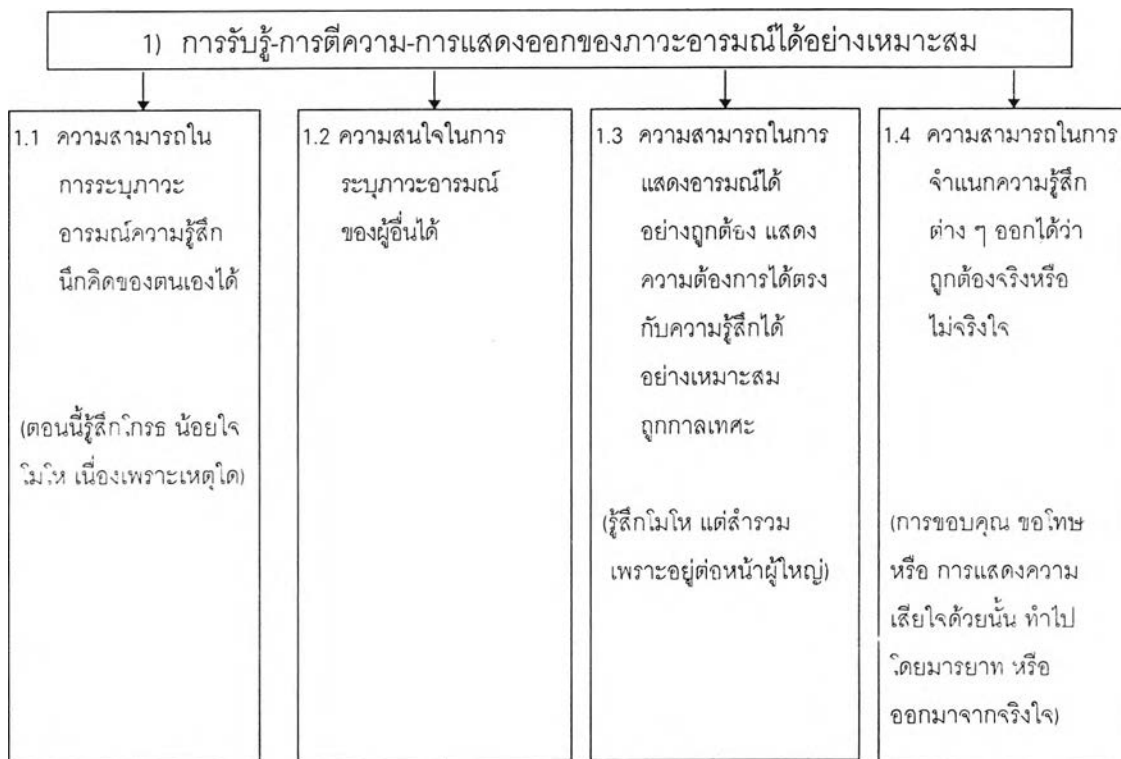 1) การรับรู้-การตีความ-การแสดงออกของภาวะอารมณ์ได้อย่างเหมาะสม
1.1 ความสามารถใน
การระบุภาวะ
อารมณ์ความรู้สึก
นึกคิดของตนเองได้
(ตอนนี้รู้สึกโกรธ น้อยใจ
โมโห เนื่องเพราะเหตุใด)
1.2 ความสนใจในการ
ระบุภาวะอารมณ์
ของผู้อื่นได้
1.3 ความสามารถในการ
แสดงอารมณ์ได้
อย่างถูกต้อง แสดง
ความต้องการได้ตรง
กับความรู้สึกได้
อย่างเหมาะสม
ถูกกาลเทศะ
(รู้สึกโมโห แต่สำรวม
เพราะอยู่ต่อหน้าผู้ใหญ่)
1.4 ความสามารถในการ
จำแนกความรู้สึก
ต่าง ๆ ออกได้ว่า
ถูกต้องจริงหรือ
ไม่จริงใจ
(การขอบคุณ ขอโทษ
หรือ การแสดงความ
เสียใจด้วยนั้น ทำไป
โดยมารยาท หรือ
ออกมาจากจริงใจ)